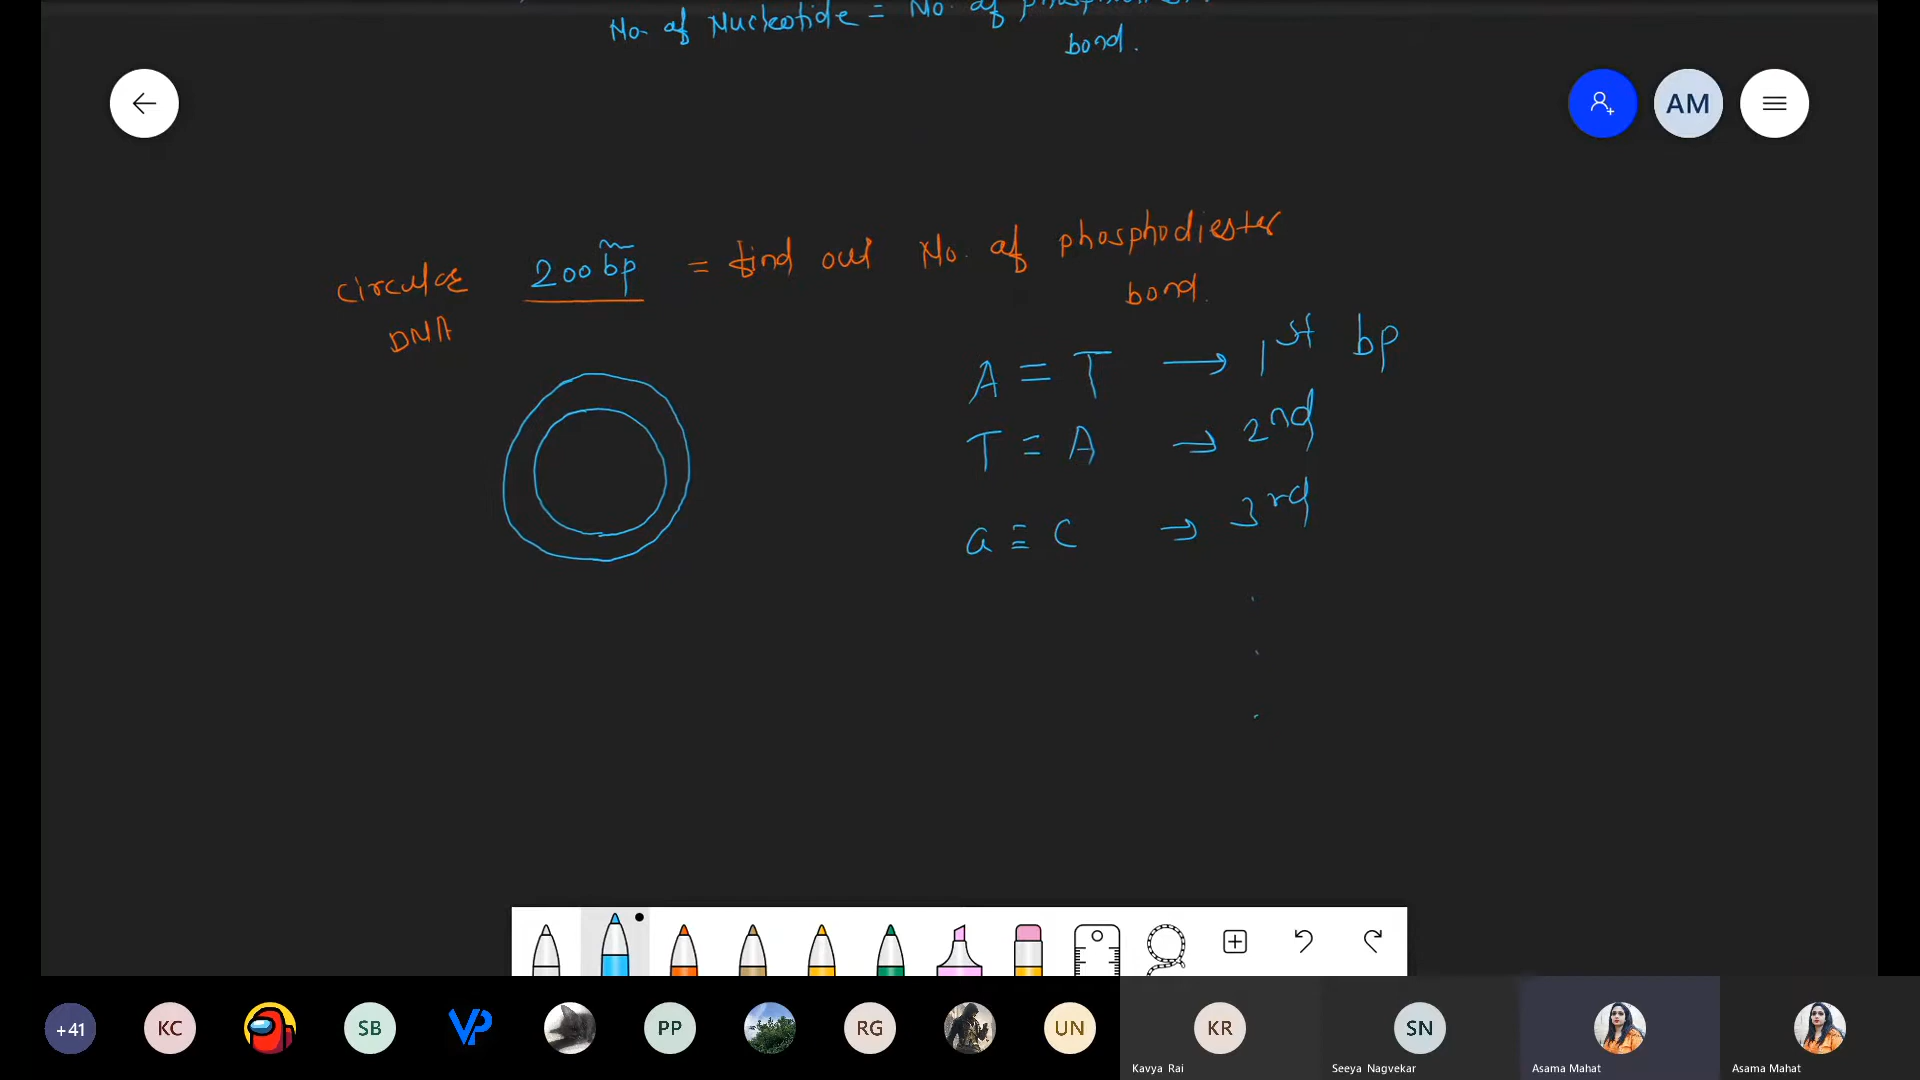 No. of Nucleotide = No. of
bond.
AM
Circular 200 bp = find out No. of phosphodiester
DNA bond.
A = T → 1st bp
T = A → 2nd
G ≡ C → 3rd
+41 KC SB VP PP RG UN KR SN
Kavya Rai Seeya Nagvekar Asama Mahat Asama Mahat